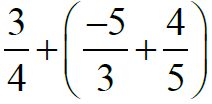 3/4 + (-5/3 + 4/5)